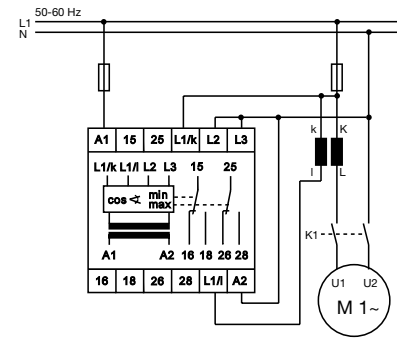 50-60 Hz
L1
N
A1 15 25 L1/k L2 L3
L1/k L1/l L2 L3 15 25
cos ∢ min max
A1 A2 16 18 26 28
16 18 26 28 L1/l A2
k K
l L
K1
U1 U2
M 1~